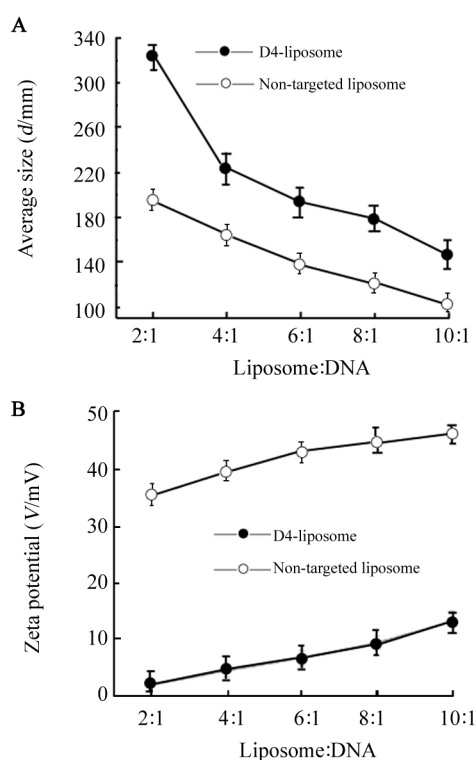 A
340
300
260
220
180
140
100
Average size (d/mm)
D4-liposome
Non-targeted liposome
2:1 4:1 6:1 8:1 10:1
Liposome:DNA
B
50
40
30
20
10
0
Zeta potential (V/mV)
D4-liposome
Non-targeted liposome
2:1 4:1 6:1 8:1 10:1
Liposome:DNA